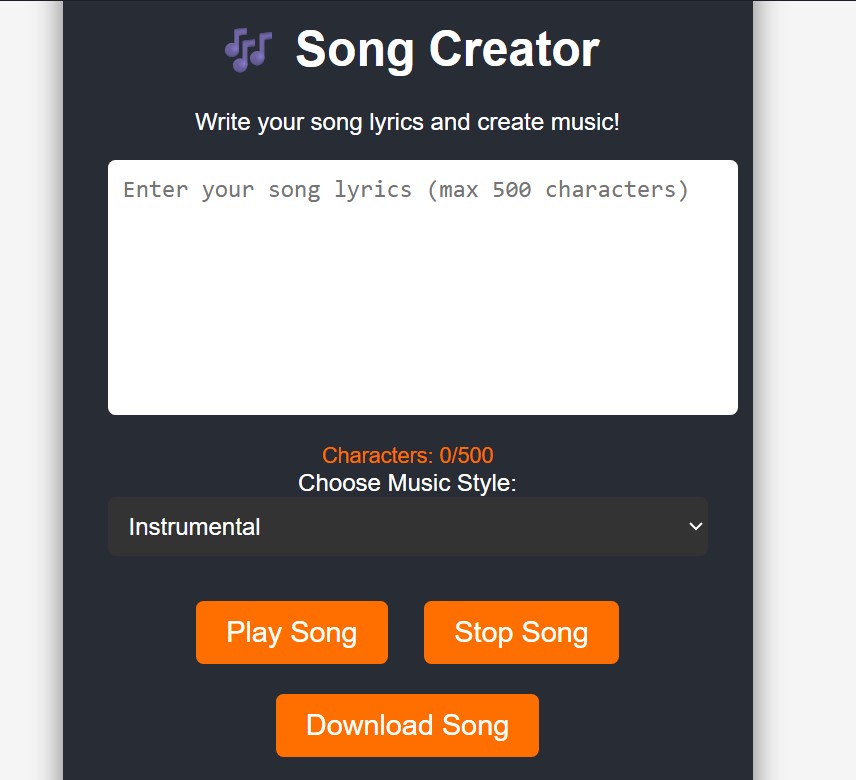 Song Creator
Write your song lyrics and create music!
Enter your song lyrics (max 500 characters)
Characters: 0/500
Choose Music Style:
Instrumental
Play Song Stop Song
Download Song